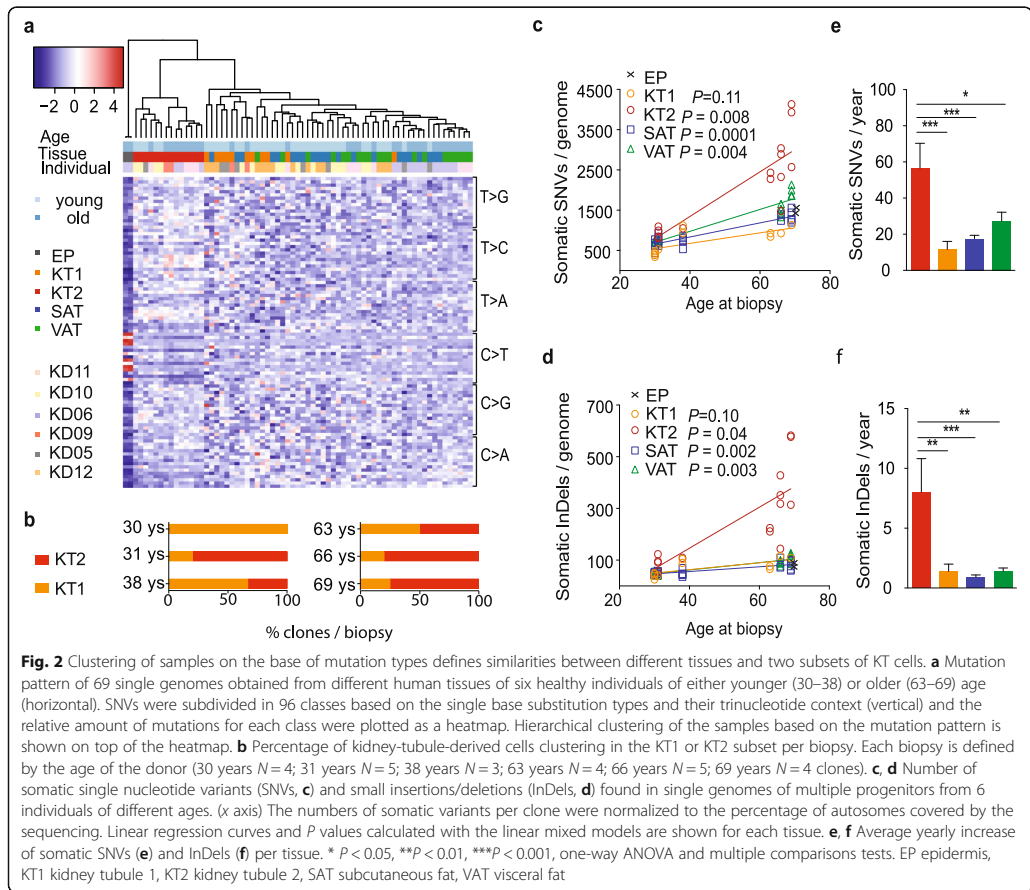 a
−2 0 2 4
Age
Tissue
Individual
young
old
EP
KT1
KT2
SAT
VAT
KD11
KD10
KD06
KD09
KD05
KD12
T>G
T>C
T>A
C>T
C>G
C>A
b
KT2
KT1
30 ys
31 ys
38 ys
0 50 100
63 ys
66 ys
69 ys
0 50 100
% clones / biopsy
c
Somatic SNVs / genome
4500
3500
2500
1500
500
20 40 60 80
Age at biopsy
EP
KT1 P=0.11
KT2 P = 0.008
SAT P = 0.0001
VAT P = 0.004
d
Somatic InDels / genome
700
500
300
100
20 40 60 80
Age at biopsy
EP
KT1 P=0.10
KT2 P = 0.04
SAT P = 0.002
VAT P = 0.003
e
Somatic SNVs / year
100
80
60
40
20
0
*
***
***
f
Somatic InDels / year
15
10
5
0
**
***
**
Fig. 2 Clustering of samples on the base of mutation types defines similarities between different tissues and two subsets of KT cells. a Mutation
pattern of 69 single genomes obtained from different human tissues of six healthy individuals of either younger (30–38) or older (63–69) age
(horizontal). SNVs were subdivided in 96 classes based on the single base substitution types and their trinucleotide context (vertical) and the
relative amount of mutations for each class were plotted as a heatmap. Hierarchical clustering of the samples based on the mutation pattern is
shown on top of the heatmap. b Percentage of kidney-tubule-derived cells clustering in the KT1 or KT2 subset per biopsy. Each biopsy is defined
by the age of the donor (30 years N = 4; 31 years N = 5; 38 years N = 3; 63 years N = 4; 66 years N = 5; 69 years N = 4 clones). c, d Number of
somatic single nucleotide variants (SNVs, c) and small insertions/deletions (InDels, d) found in single genomes of multiple progenitors from 6
individuals of different ages. (x axis) The numbers of somatic variants per clone were normalized to the percentage of autosomes covered by the
sequencing. Linear regression curves and P values calculated with the linear mixed models are shown for each tissue. e, f Average yearly increase
of somatic SNVs (e) and InDels (f) per tissue. * P < 0.05, **P < 0.01, ***P < 0.001, one-way ANOVA and multiple comparisons tests. EP epidermis,
KT1 kidney tubule 1, KT2 kidney tubule 2, SAT subcutaneous fat, VAT visceral fat